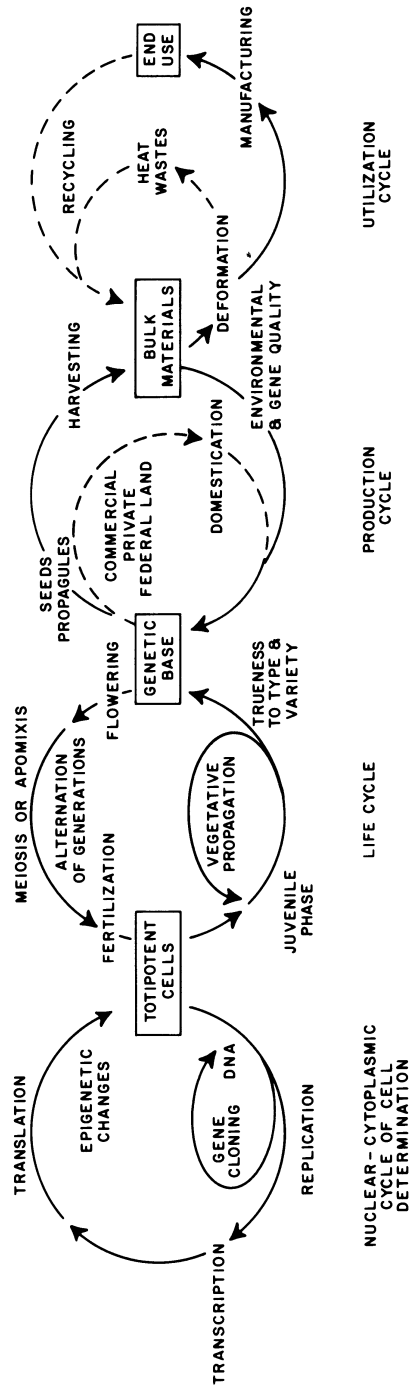 TRANSLATION
EPIGENETIC
CHANGES
TRANSCRIPTION
GENE
CLONING
DNA
REPLICATION
NUCLEAR-CYTOPLASMIC
CYCLE OF CELL
DETERMINATION
TOTIPOTENT
CELLS
MEIOSIS OR APOMIXIS
ALTERNATION
OF GENERATIONS
FERTILIZATION
FLOWERING
VEGETATIVE
PROPAGATION
JUVENILE
PHASE
TRUENESS
TO TYPE &
VARIETY
LIFE CYCLE
GENETIC
BASE
SEEDS
PROPAGULES
HARVESTING
COMMERCIAL
PRIVATE
FEDERAL LAND
DOMESTICATION
ENVIRONMENTAL
& GENE QUALITY
PRODUCTION
CYCLE
BULK
MATERIALS
RECYCLING
HEAT
WASTES
DEFORMATION
END
USE
MANUFACTURING
UTILIZATION
CYCLE